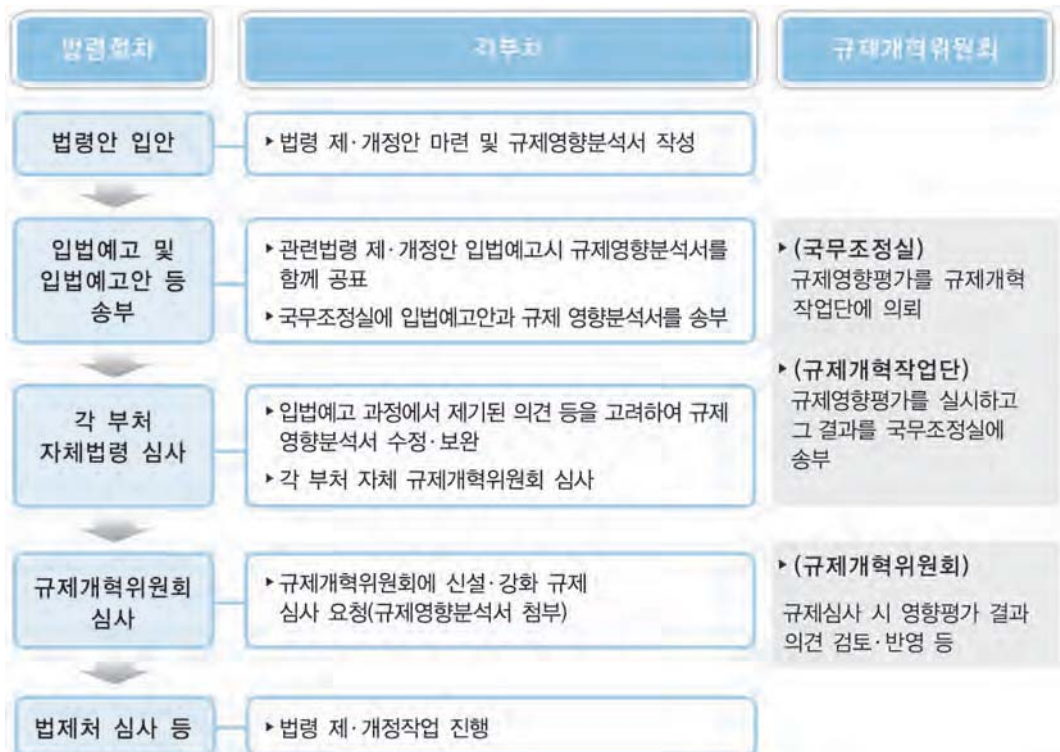 법령절차
각부처
규제개혁위원회
법령안 입안
▸법령 제·개정안 마련 및 규제영향분석서 작성
입법예고 및
입법예고안 등
송부
▸관련법령 제·개정안 입법예고시 규제영향분석서를
함께 공표
▸국무조정실에 입법예고안과 규제 영향분석서를 송부
▸(국무조정실)
규제영향평가를 규제개혁
작업단에 의뢰
각 부처
자체법령 심사
▸입법예고 과정에서 제기된 의견 등을 고려하여 규제
영향분석서 수정·보완
▸각 부처 자체 규제개혁위원회 심사
▸(규제개혁작업단)
규제영향평가를 실시하고
그 결과를 국무조정실에
송부
규제개혁위원회
심사
▸규제개혁위원회에 신설·강화 규제
심사 요청(규제영향분석서 첨부)
▸(규제개혁위원회)
규제심사 시 영향평가 결과
의견 검토·반영 등
법제처 심사 등
▸법령 제·개정작업 진행